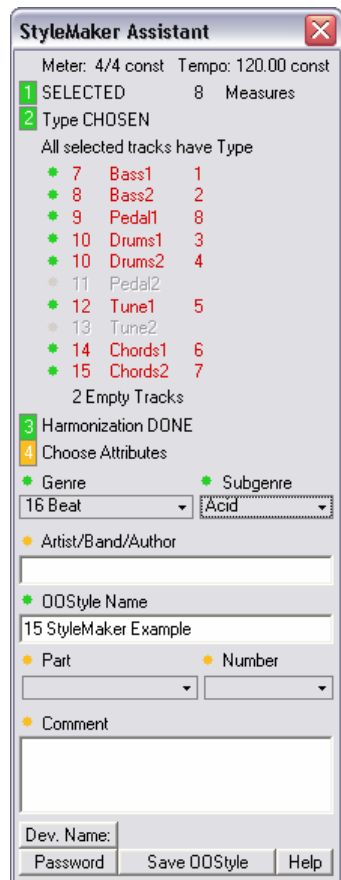 StyleMaker Assistant
Meter: 4/4 const Tempo: 120.00 const
1 SELECTED 8 Measures
2 Type CHOSEN
All selected tracks have Type
7 Bass1 1
8 Bass2 2
9 Pedal1 8
10 Drums1 3
10 Drums2 4
11 Pedal2
12 Tune1 5
13 Tune2
14 Chords1 6
15 Chords2 7
2 Empty Tracks
3 Harmonization DONE
4 Choose Attributes
Genre Subgenre
16 Beat Acid
Artist/Band/Author
OOStyle Name
15 StyleMaker Example
Part Number
Comment
Dev. Name:
Password Save OOStyle Help